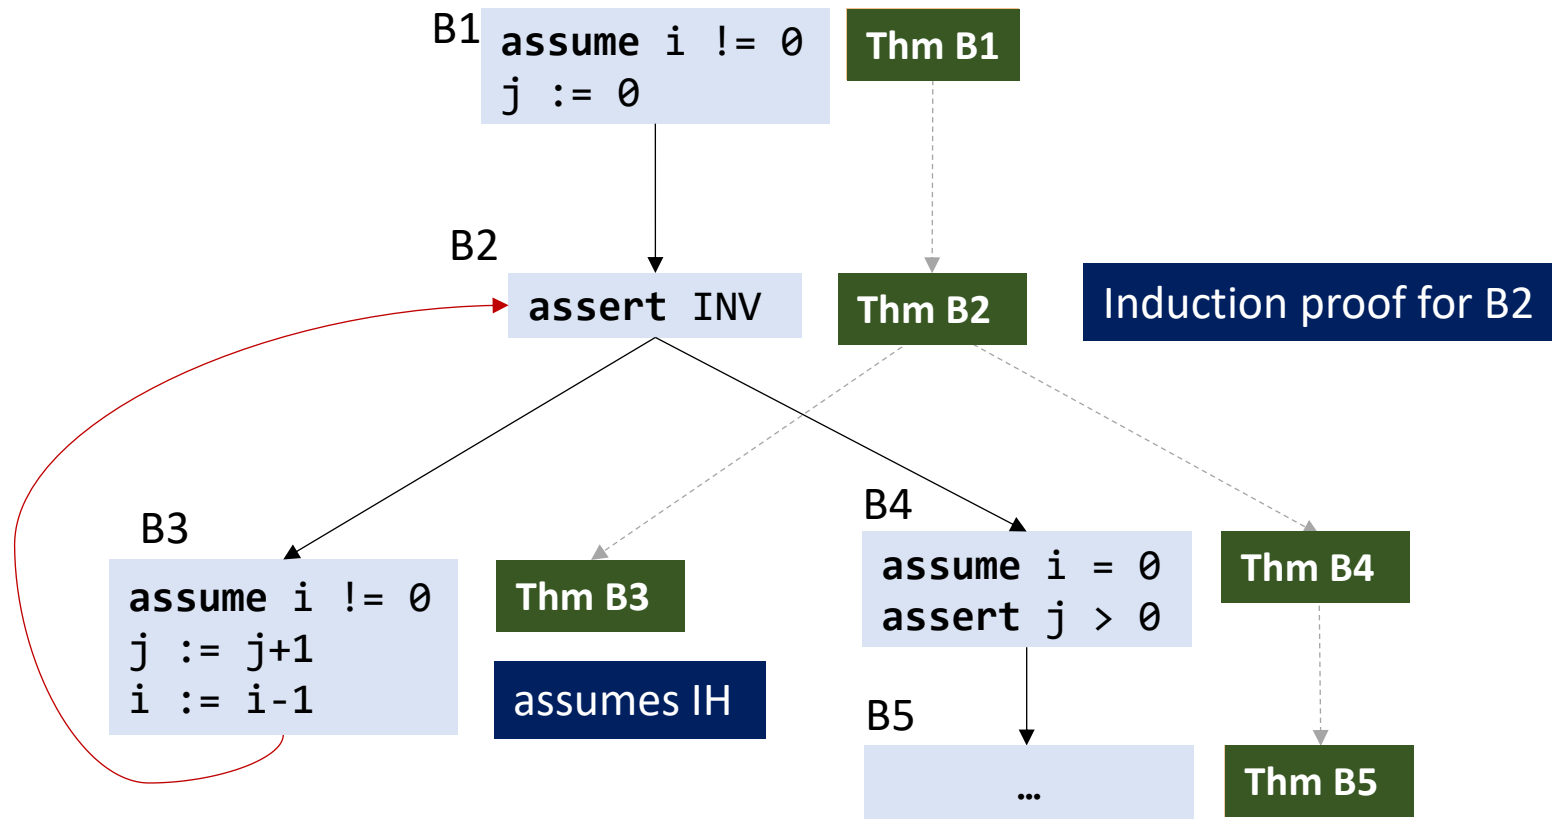 B1
assume i != 0
j := 0
Thm B1
B2
assert INV
Thm B2
Induction proof for B2
B3
assume i != 0
j := j+1
i := i-1
Thm B3
assumes IH
B4
assume i = 0
assert j > 0
Thm B4
B5
…
Thm B5